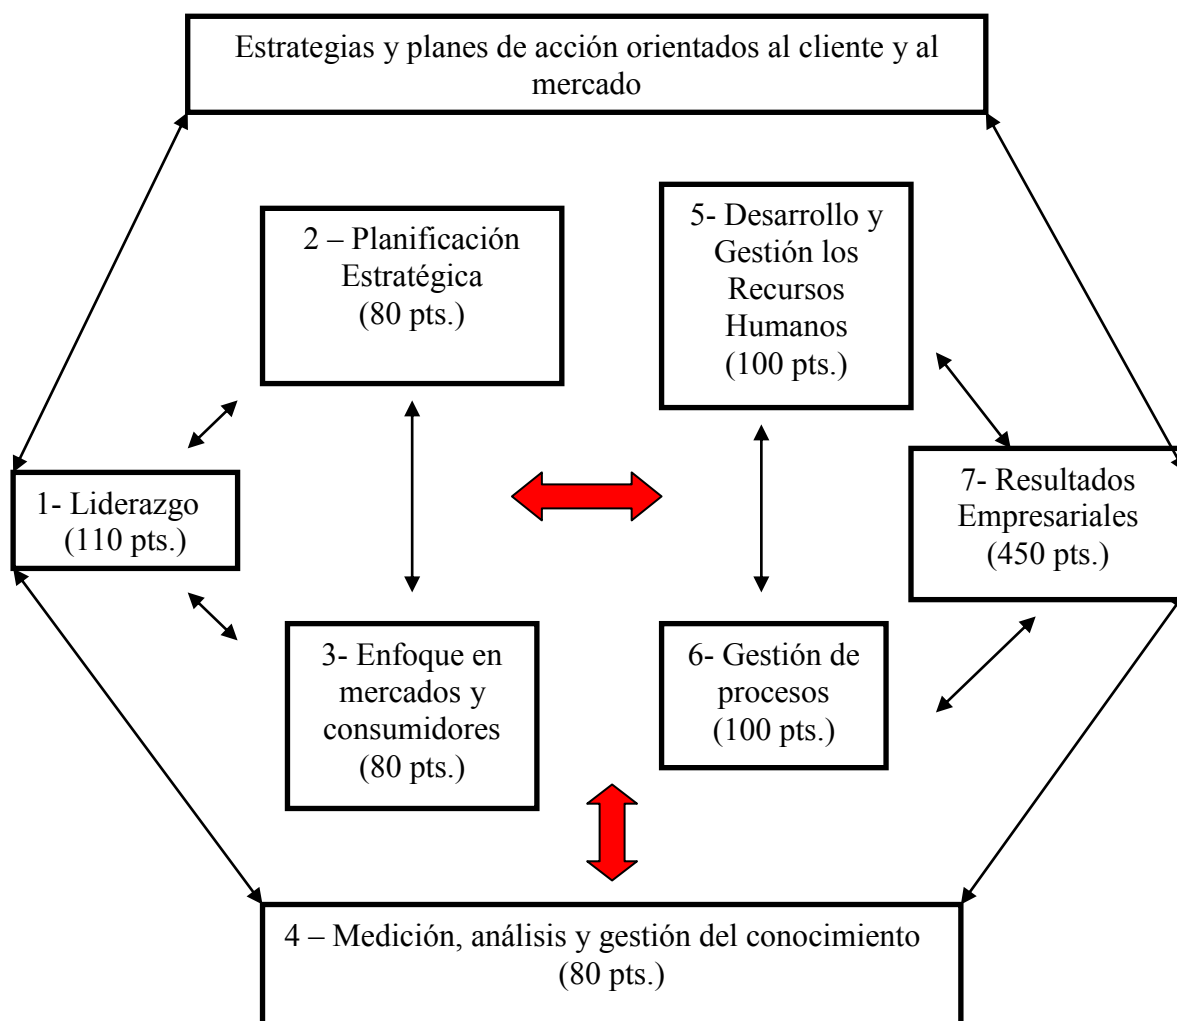 Estrategias y planes de acción orientados al cliente y al
mercado
2 – Planificación
Estratégica
(80 pts.)
5- Desarrollo y
Gestión los
Recursos
Humanos
(100 pts.)
1- Liderazgo
(110 pts.)
7- Resultados
Empresariales
(450 pts.)
3- Enfoque en
mercados y
consumidores
(80 pts.)
6- Gestión de
procesos
(100 pts.)
4 – Medición, análisis y gestión del conocimiento
(80 pts.)